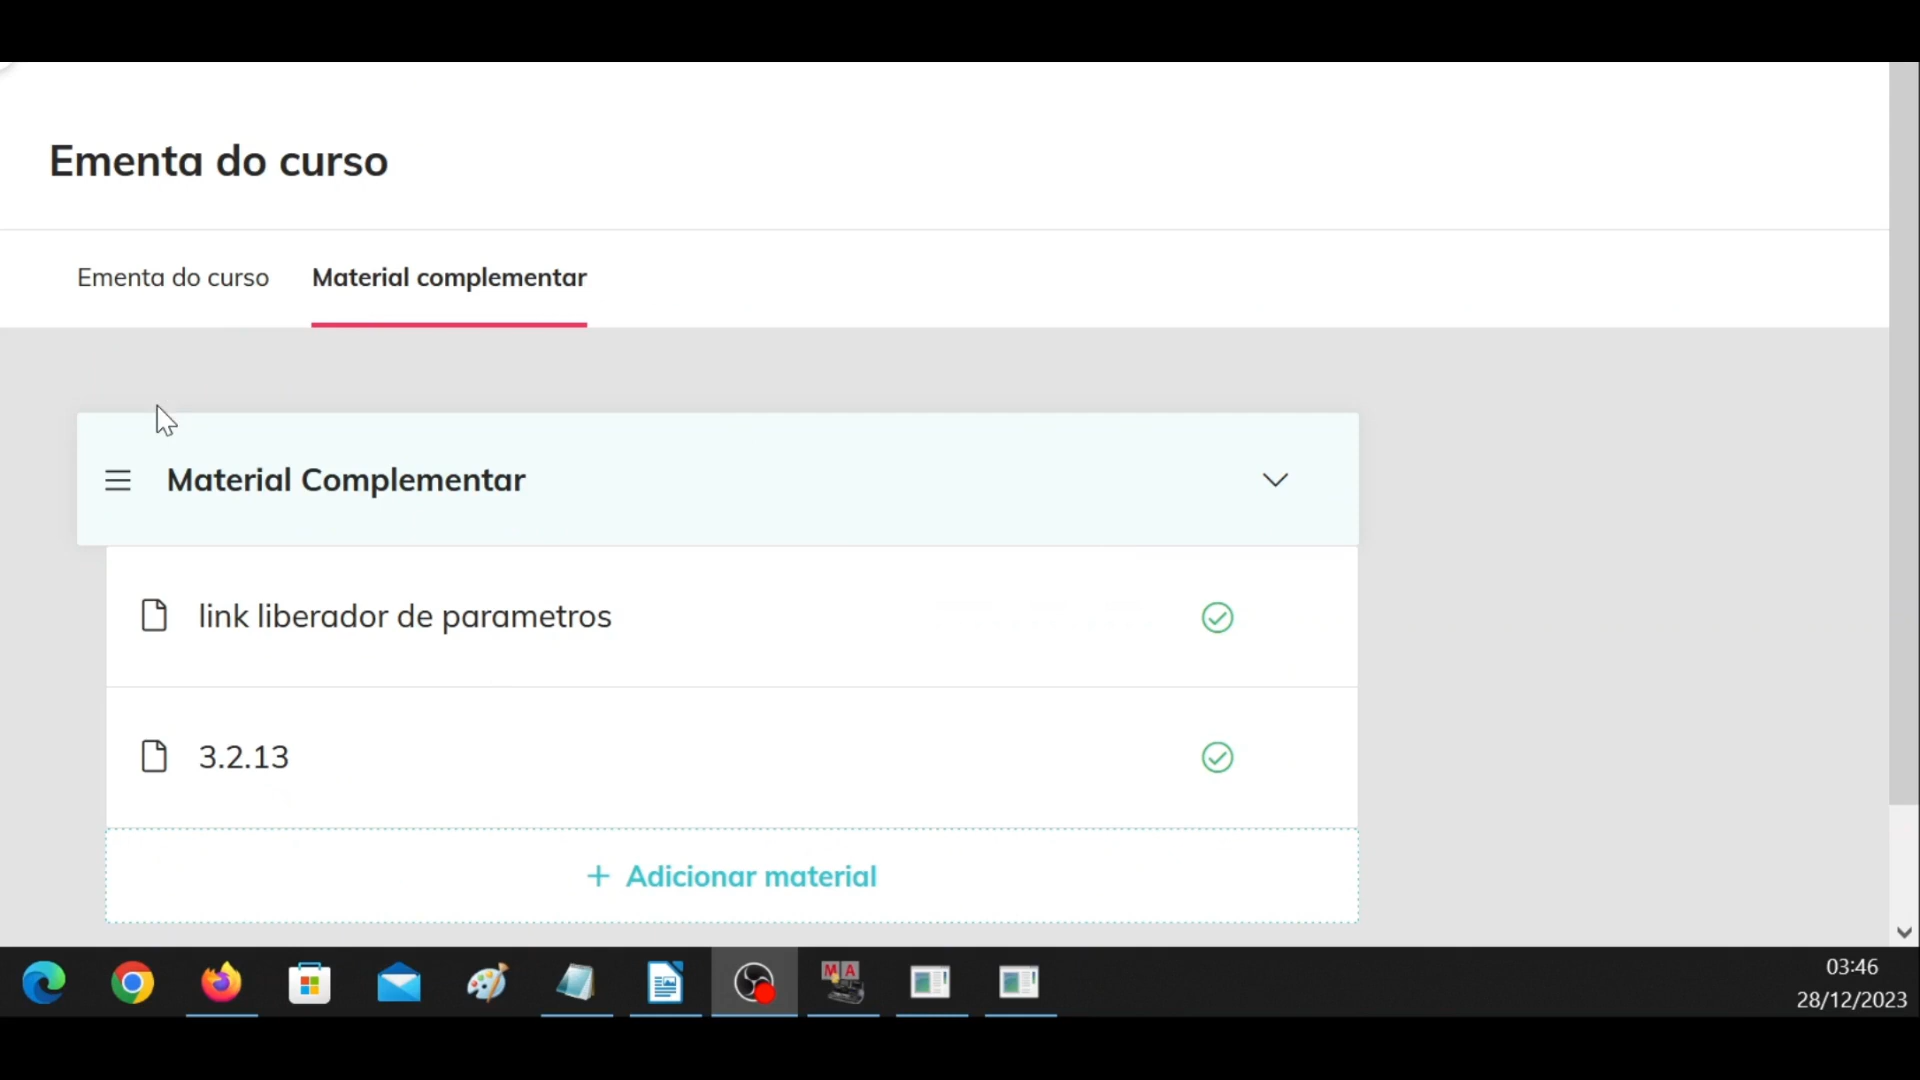 Ementa do curso
Ementa do curso Material complementar
Material Complementar
link liberador de parametros
3.2.13
+ Adicionar material
M A
03:46
28/12/2023